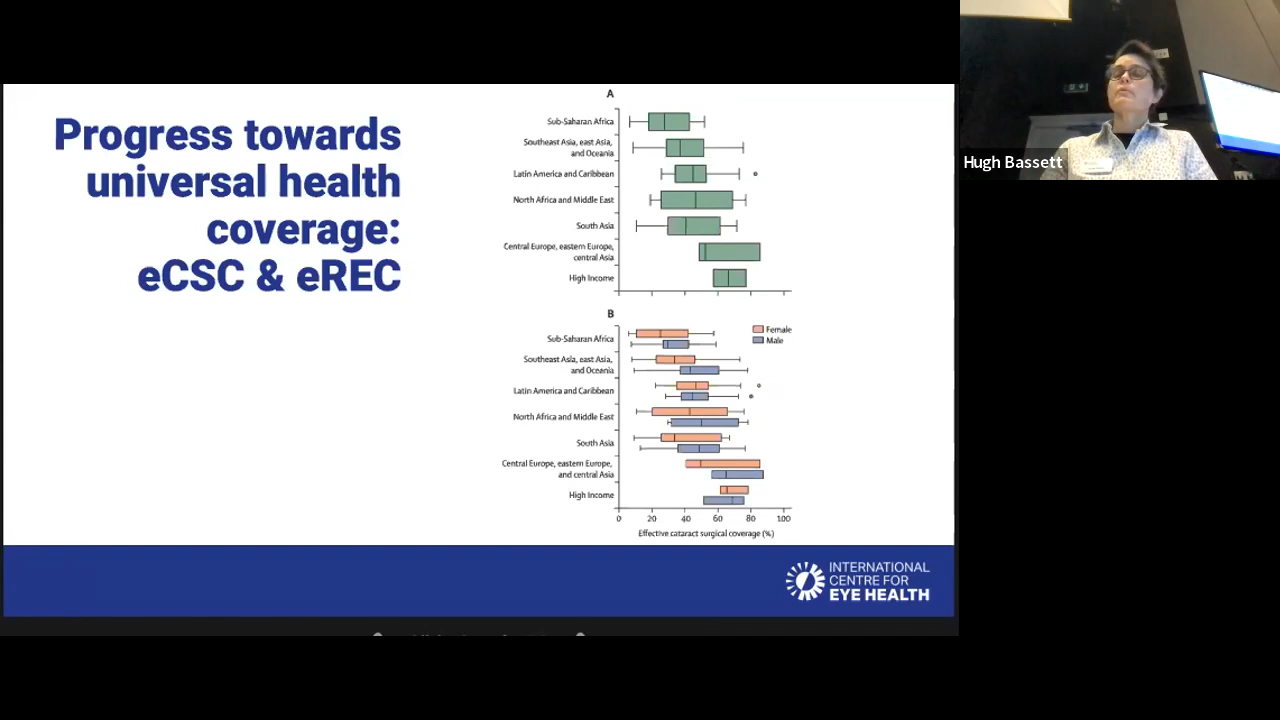 Progress towards
universal health
coverage:
eCSC & eREC
A
Sub-Saharan Africa
Southeast Asia, east Asia,
and Oceania
Latin America and Caribbean
North Africa and Middle East
South Asia
Central Europe, eastern Europe,
central Asia
High Income
B
Female
Male
Sub-Saharan Africa
Southeast Asia, east Asia,
and Oceania
Latin America and Caribbean
North Africa and Middle East
South Asia
Central Europe, eastern Europe,
and central Asia
High Income
0 20 40 60 80 100
Effective cataract surgical coverage (%)
INTERNATIONAL
CENTRE FOR
EYE HEALTH
Hugh Bassett